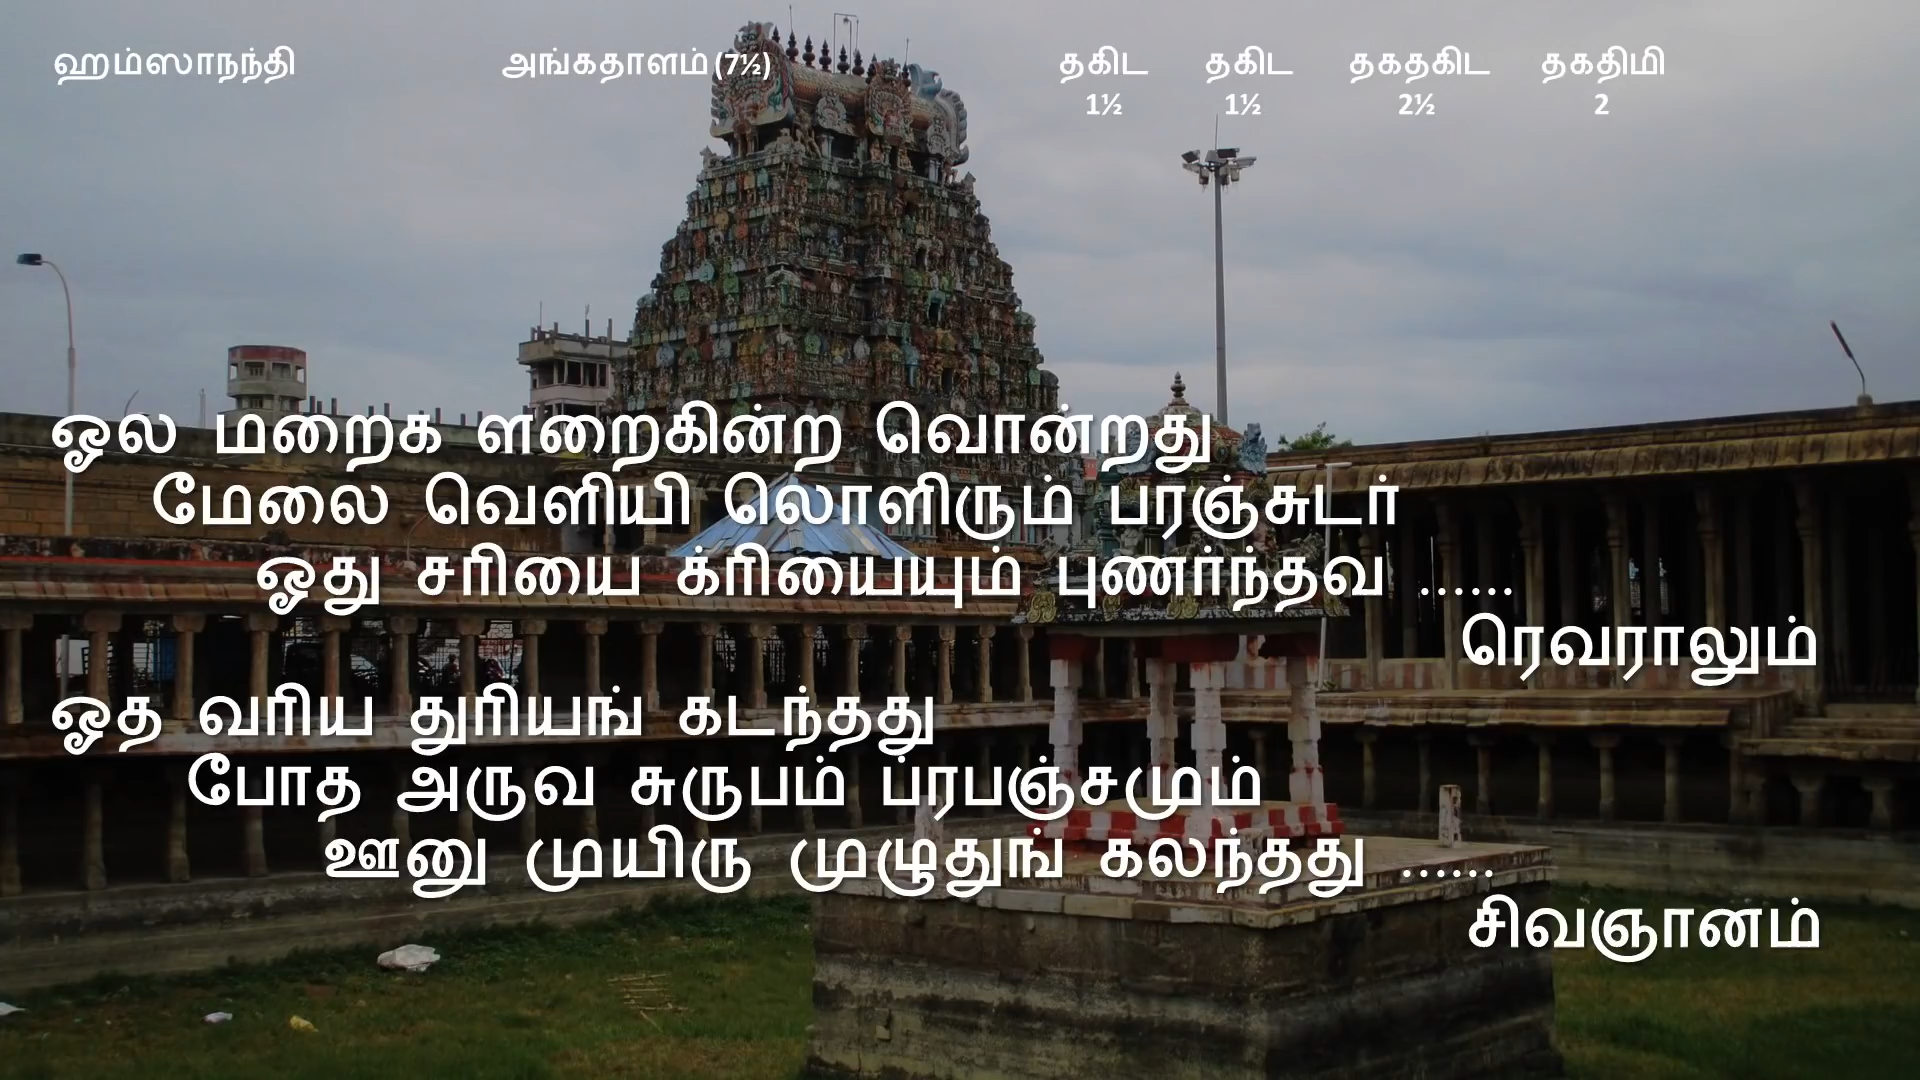 ஹம்ஸாநந்தி அங்கதாளம் (7½) தகிட தகிட தகதகிட தகதிமி
1½ 1½ 2½ 2
ஓல மறைக ளறைகின்ற வொன்றது
மேலை வெளியி லொளிரும் பரஞ்சுடர்
ஓது சரியை க்ரியையும் புணர்ந்தவ ......
ரெவராலும்
ஓத வரிய துரியங் கடந்தது
போத அருவ சுருபம் ப்ரபஞ்சமும்
ஊனு முயிரு முழுதுங் கலந்தது ......
சிவஞானம்